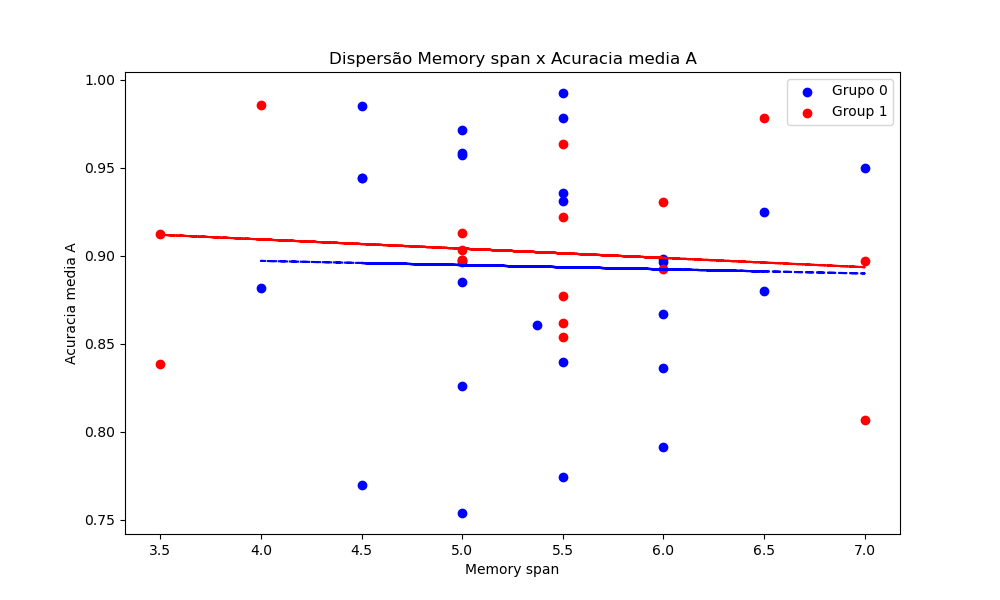 Dispersão Memory span x Acuracia media A
Grupo 0
Group 1
1.00
0.95
0.90
0.85
0.80
0.75
Acuracia media A
3.5 4.0 4.5 5.0 5.5 6.0 6.5 7.0
Memory span